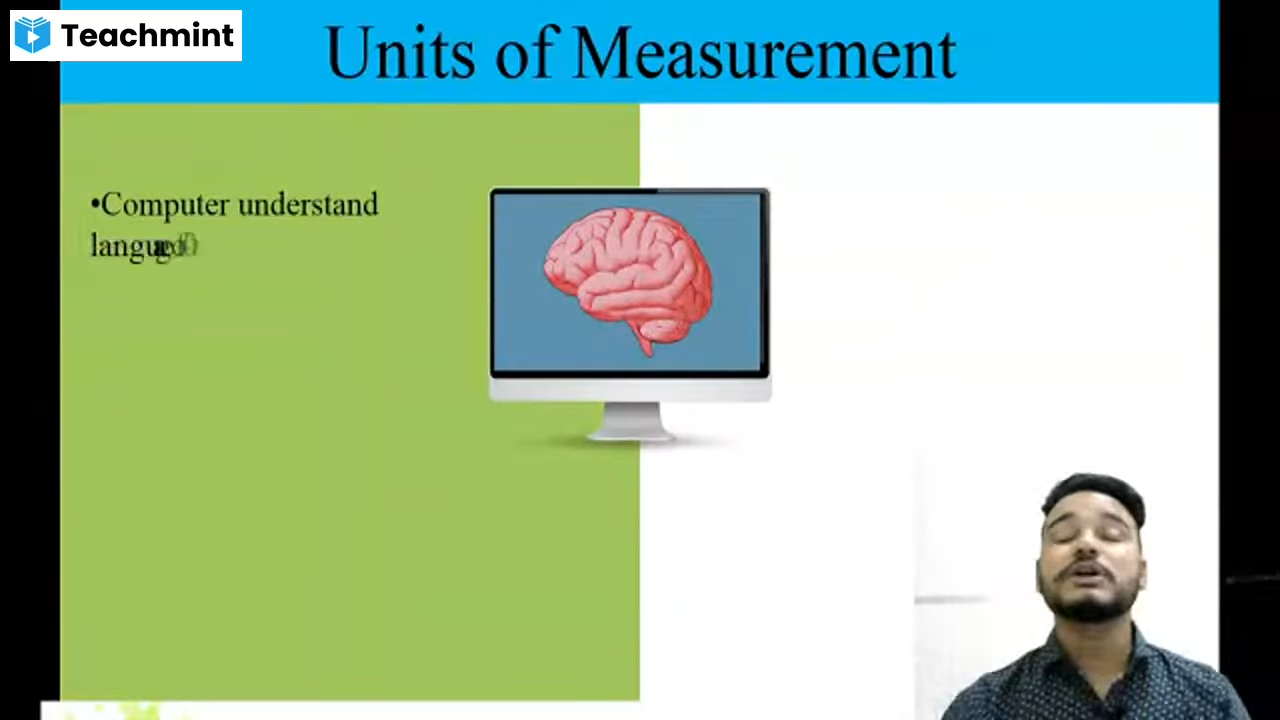 Teachmint
Units of Measurement
•Computer understand